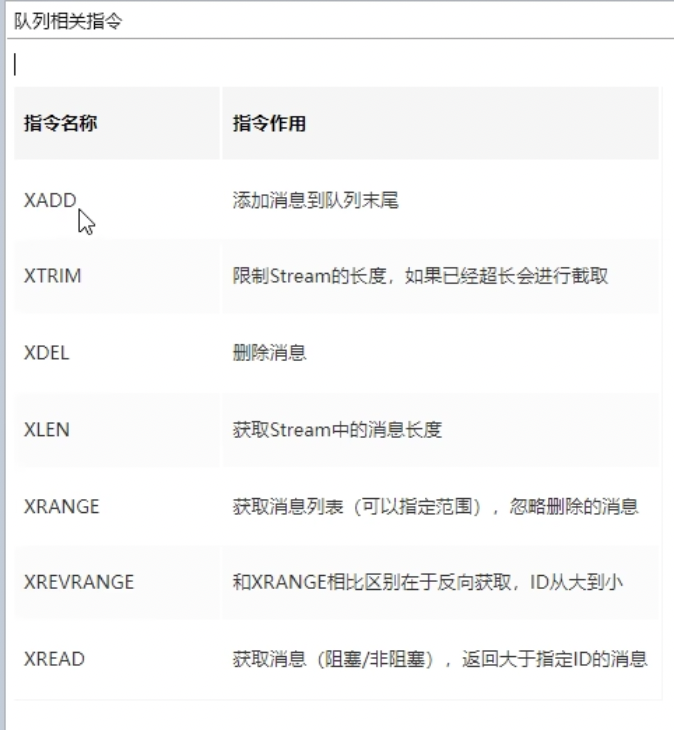 队列相关指令
指令名称 指令作用
XADD 添加消息到队列末尾
XTRIM 限制Stream的长度，如果已经超长会进行截取
XDEL 删除消息
XLEN 获取Stream中的消息长度
XRANGE 获取消息列表（可以指定范围），忽略删除的消息
XREVRANGE 和XRANGE相比区别在于反向获取，ID从大到小
XREAD 获取消息（阻塞/非阻塞），返回大于指定ID的消息